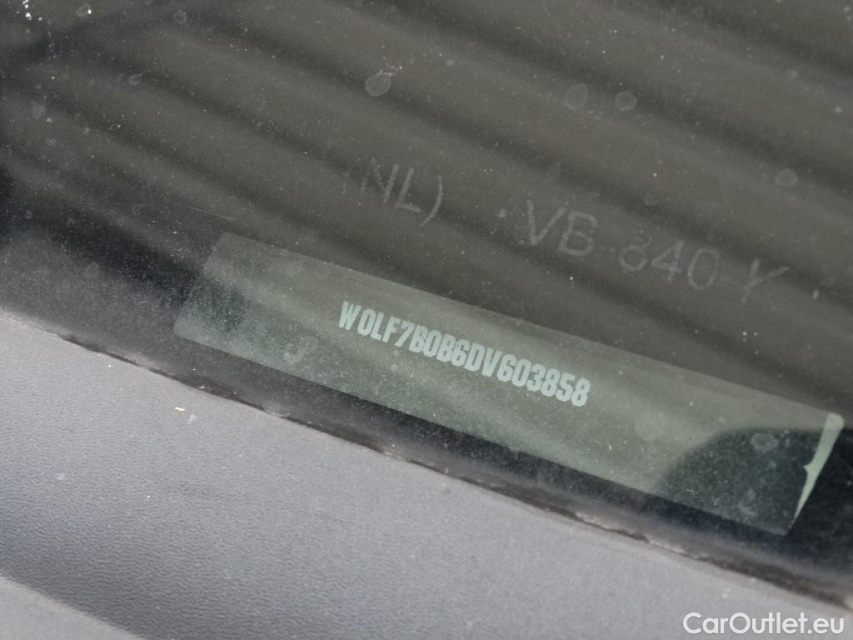 (NL) VB 840 K
W0LF7B0B6DV603858
CarOutlet.eu